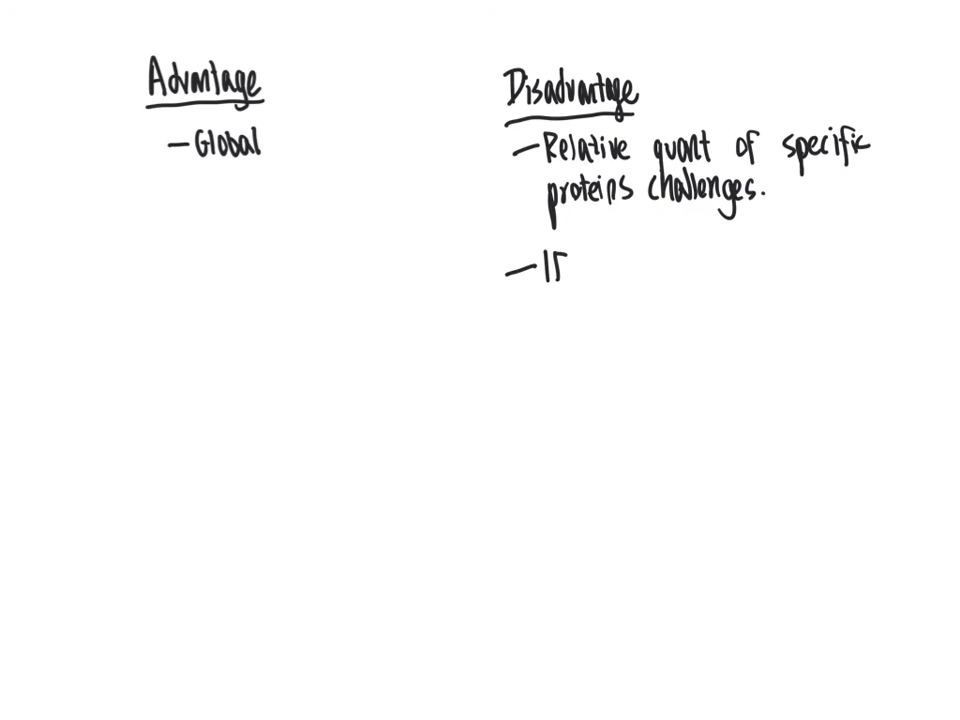 Advantage
- Global
Disadvantage
- Relative quant of specific
proteins challenges.
-